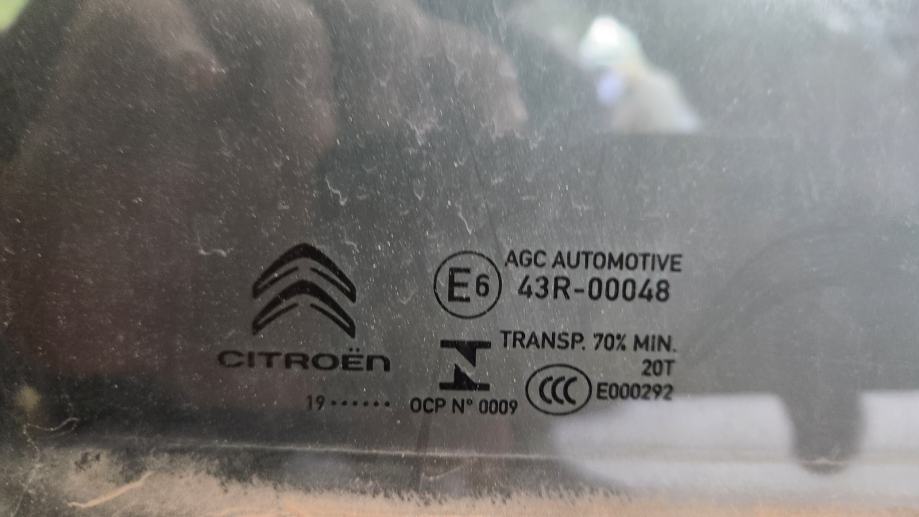 CITROËN
19 ••••••
E6
AGC AUTOMOTIVE
43R-00048
TRANSP. 70% MIN.
20T
CCC E000292
OCP N° 0009